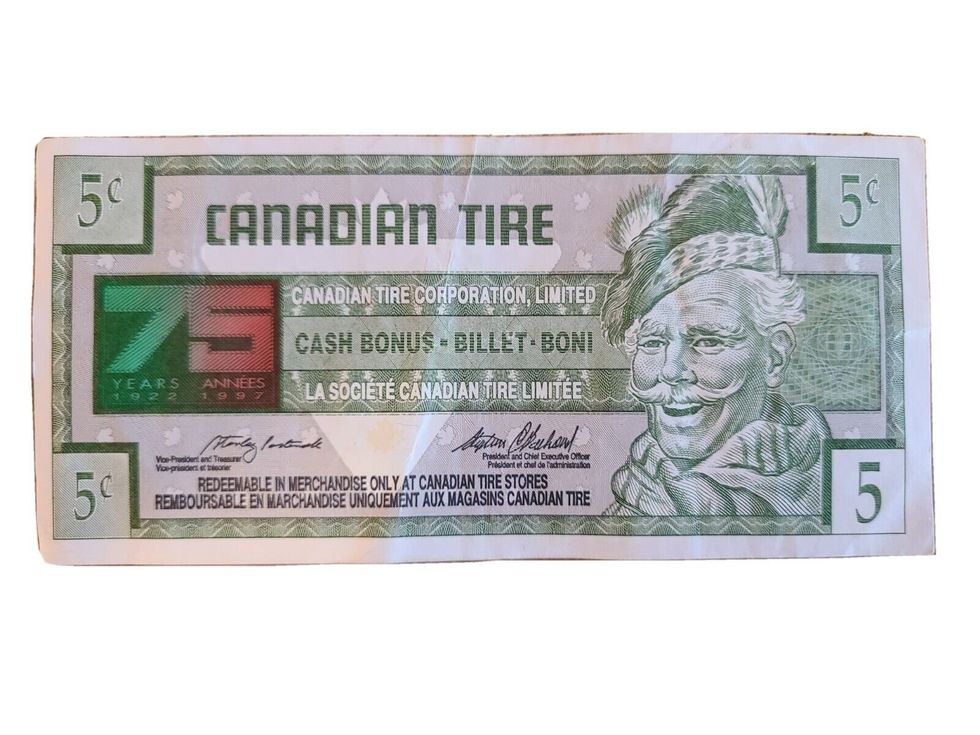 5¢
5¢
CANADIAN TIRE
75
YEARS ANNÉES
1922 1997
CANADIAN TIRE CORPORATION, LIMITED
CASH BONUS - BILLET - BONI
LA SOCIÉTÉ CANADIAN TIRE LIMITÉE
Vice-President and Treasurer
Vice-président et trésorier
President and Chief Executive Officer
Président et chef de l'administration
REDEEMABLE IN MERCHANDISE ONLY AT CANADIAN TIRE STORES
REMBOURSABLE EN MARCHANDISE UNIQUEMENT AUX MAGASINS CANADIAN TIRE
5¢
5